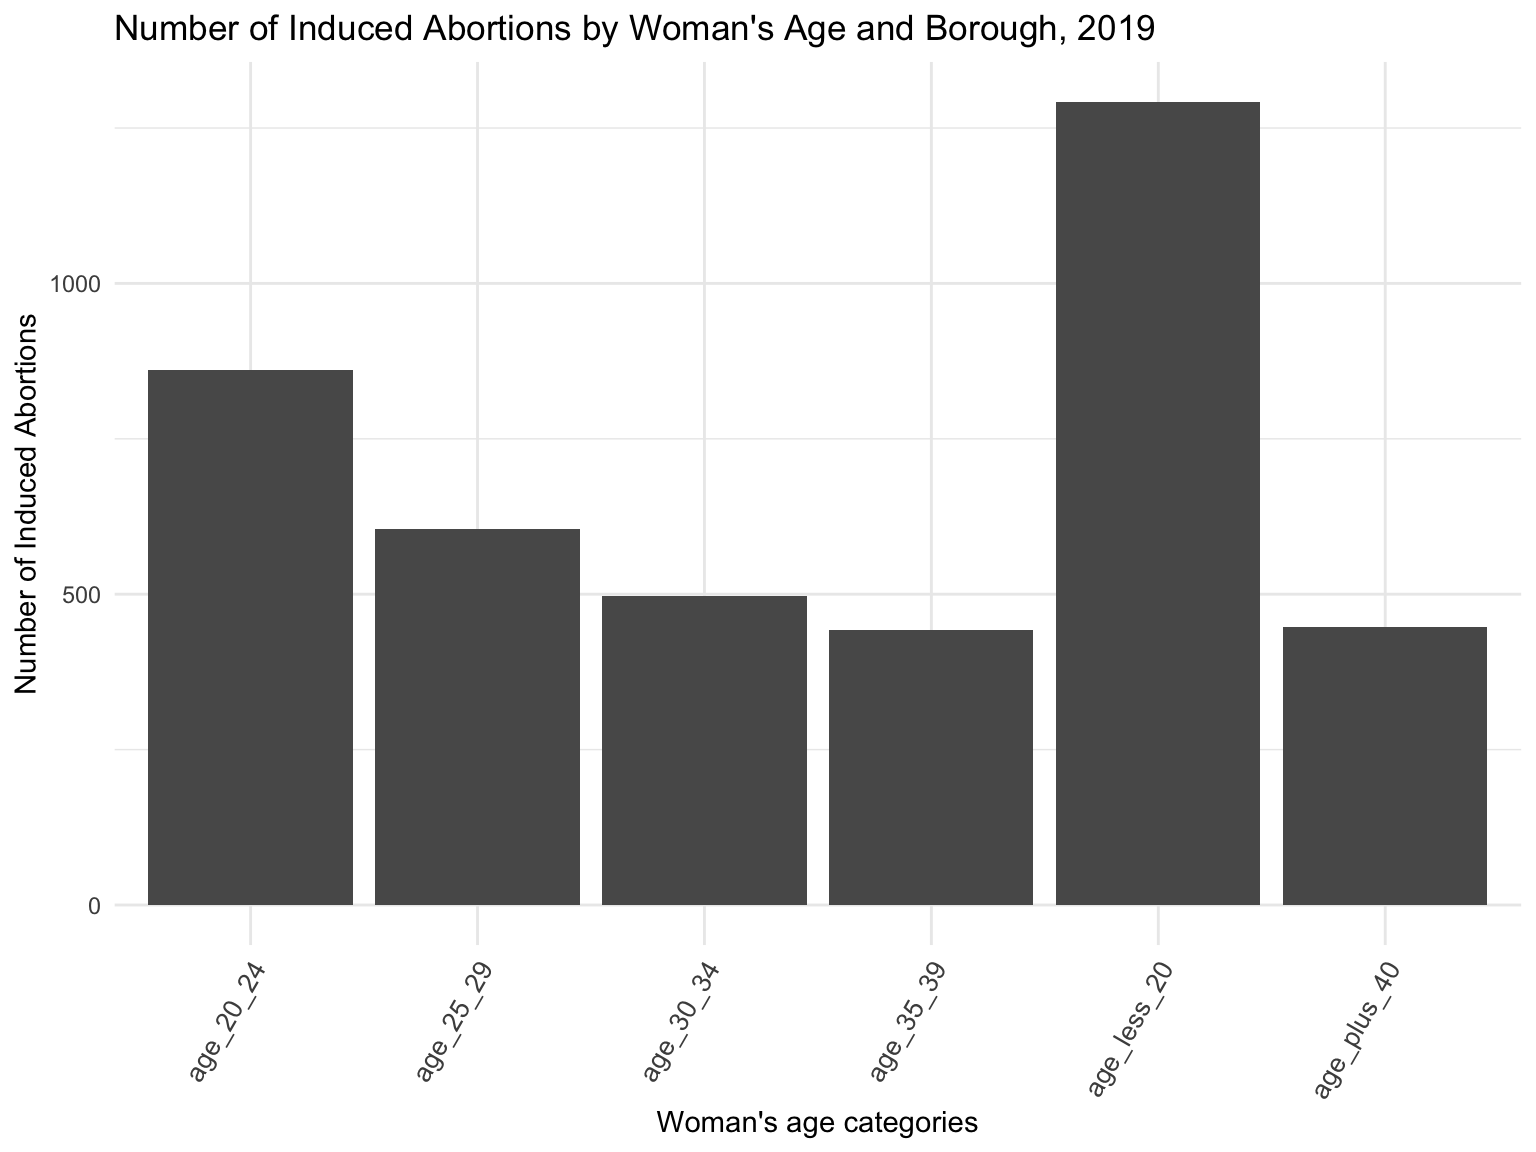 Number of Induced Abortions by Woman's Age and Borough, 2019
Number of Induced Abortions
1000
500
0
age_20_24
age_25_29
age_30_34
age_35_39
age_less_20
age_plus_40
Woman's age categories